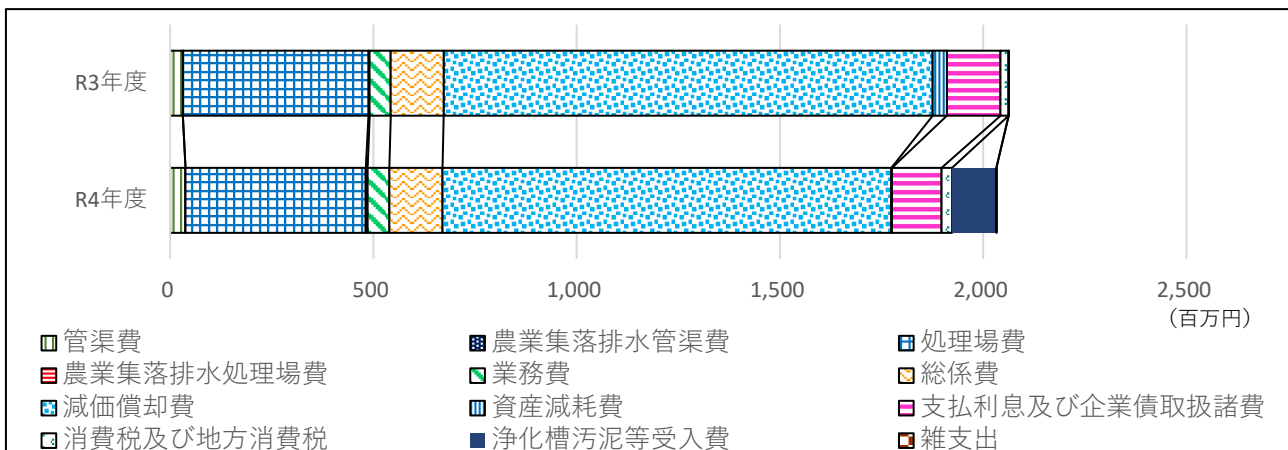 R3年度
R4年度
0 500 1,000 1,500 2,000 2,500
（百万円）
管渠費 農業集落排水管渠費 処理場費
農業集落排水処理場費 業務費 総係費
減価償却費 資産減耗費 支払利息及び企業債取扱諸費
消費税及び地方消費税 浄化槽汚泥等受入費 雑支出